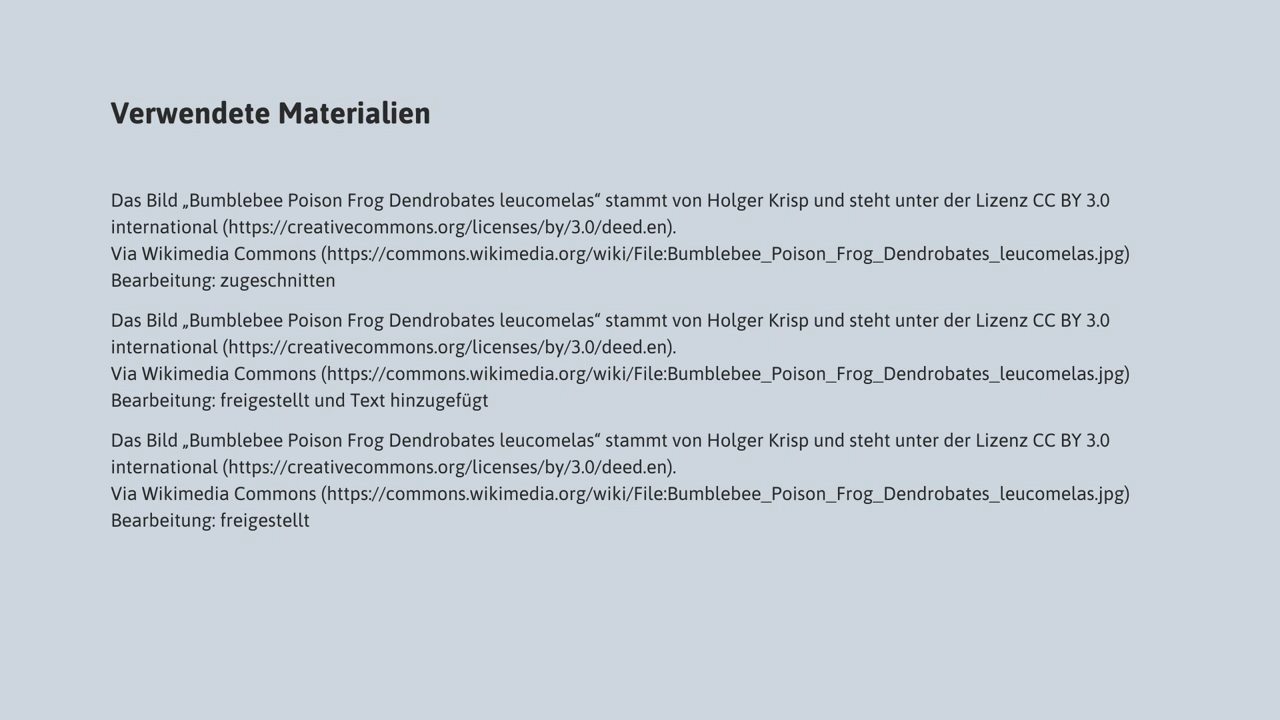 Verwendete Materialien
Das Bild „Bumblebee Poison Frog Dendrobates leucomelas“ stammt von Holger Krisp und steht unter der Lizenz CC BY 3.0
international (https://creativecommons.org/licenses/by/3.0/deed.en).
Via Wikimedia Commons (https://commons.wikimedia.org/wiki/File:Bumblebee_Poison_Frog_Dendrobates_leucomelas.jpg)
Bearbeitung: zugeschnitten
Das Bild „Bumblebee Poison Frog Dendrobates leucomelas“ stammt von Holger Krisp und steht unter der Lizenz CC BY 3.0
international (https://creativecommons.org/licenses/by/3.0/deed.en).
Via Wikimedia Commons (https://commons.wikimedia.org/wiki/File:Bumblebee_Poison_Frog_Dendrobates_leucomelas.jpg)
Bearbeitung: freigestellt und Text hinzugefügt
Das Bild „Bumblebee Poison Frog Dendrobates leucomelas“ stammt von Holger Krisp und steht unter der Lizenz CC BY 3.0
international (https://creativecommons.org/licenses/by/3.0/deed.en).
Via Wikimedia Commons (https://commons.wikimedia.org/wiki/File:Bumblebee_Poison_Frog_Dendrobates_leucomelas.jpg)
Bearbeitung: freigestellt